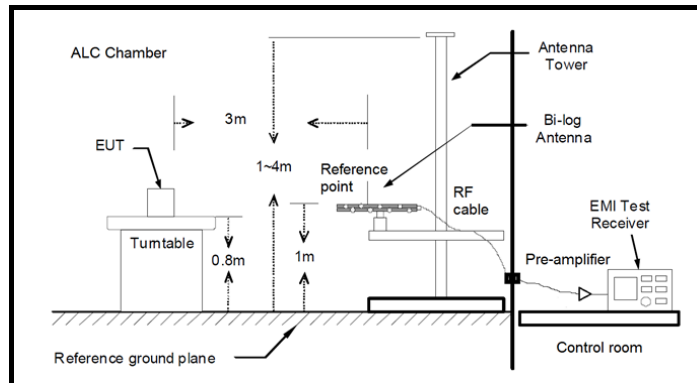 ALC Chamber
Antenna
Tower
3m
Bi-log
Antenna
EUT
1~4m
Reference
point
RF
cable
EMI Test
Receiver
Turntable
0.8m
1m
Pre-amplifier
Reference ground plane
Control room